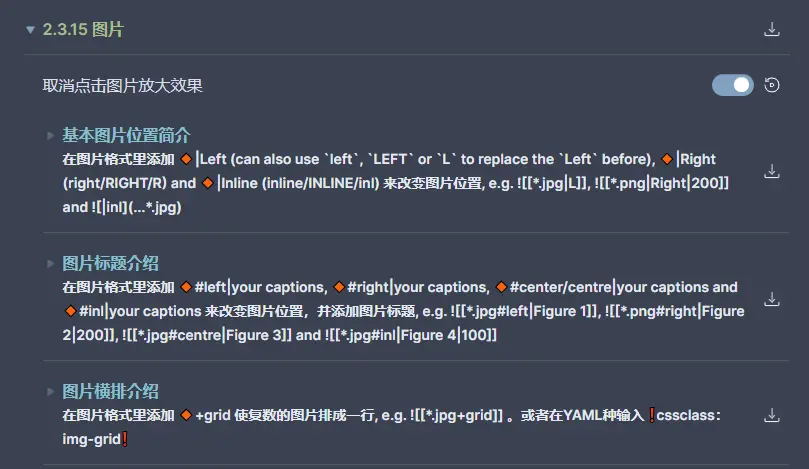 2.3.15 图片
取消点击图片放大效果
基本图片位置简介
在图片格式里添加 🔸|Left (can also use `left`, `LEFT` or `L` to replace the `Left` before), 🔸|Right
(right/RIGHT/R) and 🔸|Inline (inline/INLINE/inl) 来改变图片位置, e.g. ![[*.jpg|L]], ![[*.png|Right|200]]
and ![|inl](...*.jpg)
图片标题介绍
在图片格式里添加 🔸#left|your captions, 🔸#right|your captions, 🔸#center/centre|your captions and
🔸#inl|your captions 来改变图片位置，并添加图片标题, e.g. ![[*.jpg#left|Figure 1]], ![[*.png#right|Figure
2|200]], ![[*.jpg#centre|Figure 3]] and ![[*.jpg#inl|Figure 4|100]]
图片横排介绍
在图片格式里添加 🔸+grid 使复数的图片排成一行, e.g. ![[*.jpg+grid]] 。或者在YAML种输入❗cssclass：
img-grid❗